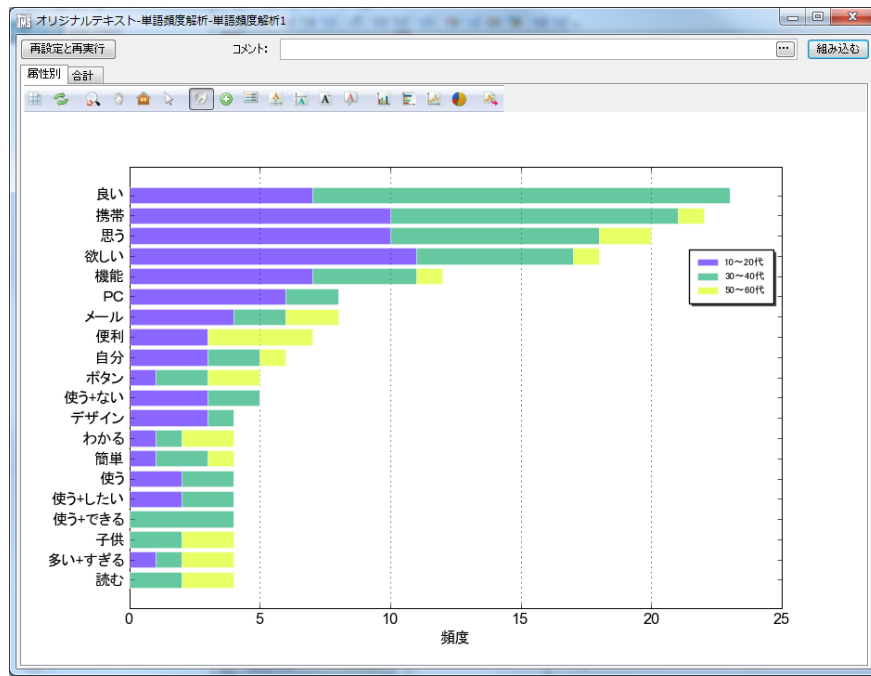 オリジナルテキスト-単語頻度解析-単語頻度解析1
再設定と再実行
コメント:
...
組み込む
属性別
合計
良い
携帯
思う
欲しい
機能
PC
メール
便利
自分
ボタン
使う+ない
デザイン
わかる
簡単
使う
使う+したい
使う+できる
子供
多い+すぎる
読む
10~20代
30~40代
50~60代
0 5 10 15 20 25
頻度